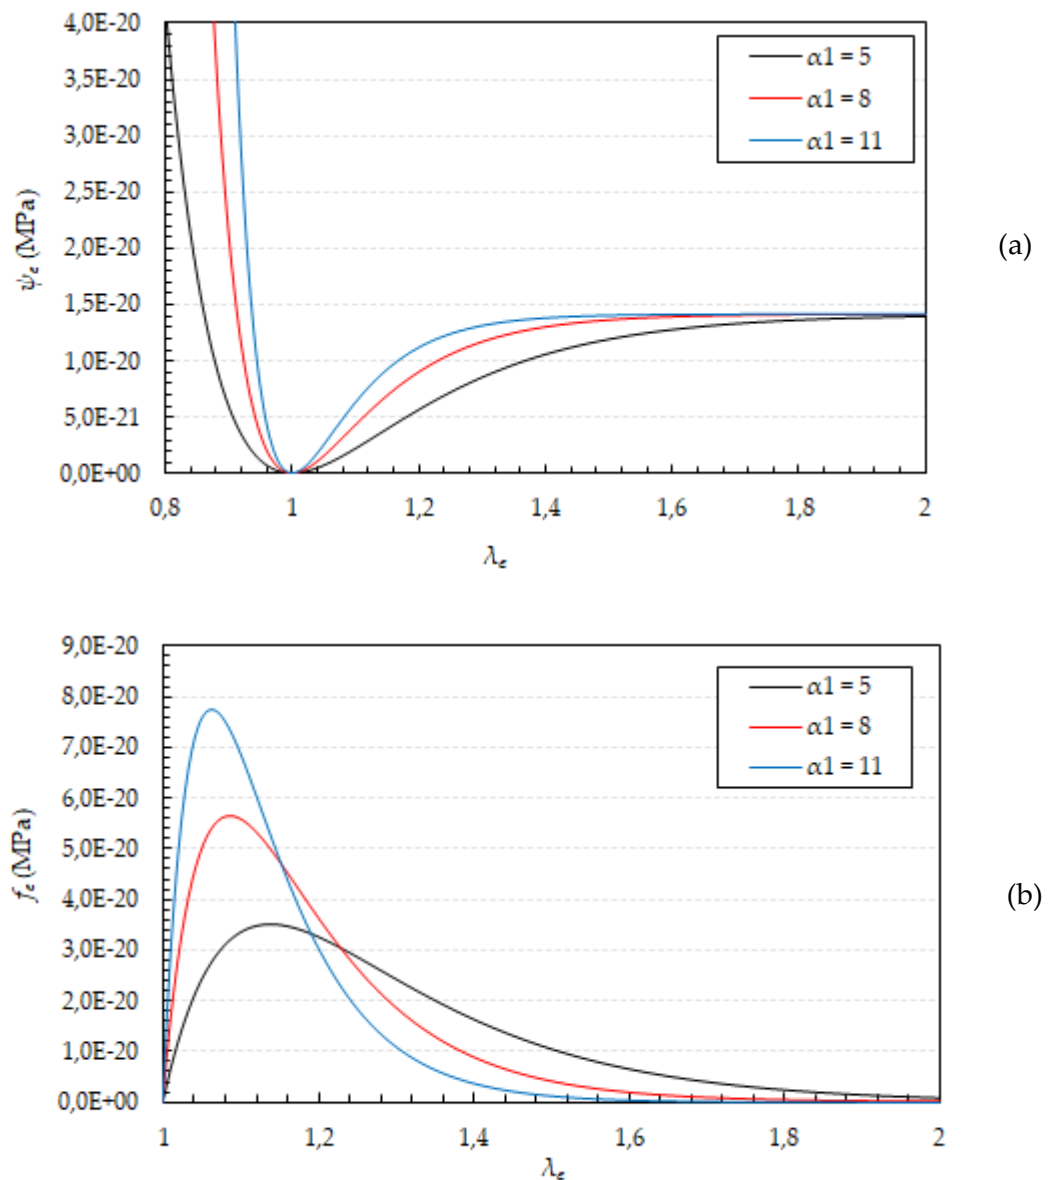 4,0E-20
3,5E-20
3,0E-20
2,5E-20
2,0E-20
1,5E-20
1,0E-20
5,0E-21
0,0E+00
ψₑ (MPa)
α1 = 5
α1 = 8
α1 = 11
(a)
0,8 1 1,2 1,4 1,6 1,8 2
λₑ
9,0E-20
8,0E-20
7,0E-20
6,0E-20
5,0E-20
4,0E-20
3,0E-20
2,0E-20
1,0E-20
0,0E+00
fₑ (MPa)
α1 = 5
α1 = 8
α1 = 11
(b)
1 1,2 1,4 1,6 1,8 2
λₑ